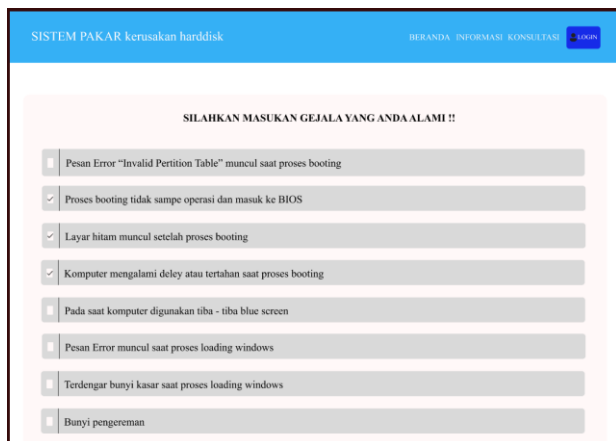 SISTEM PAKAR kerusakan harddisk
BERANDA INFORMASI KONSULTASI LOGIN
SILAHKAN MASUKAN GEJALA YANG ANDA ALAMI !!
Pesan Error “Invalid Pertition Table” muncul saat proses booting
Proses booting tidak sampe operasi dan masuk ke BIOS
Layar hitam muncul setelah proses booting
Komputer mengalami deley atau tertahan saat proses booting
Pada saat komputer digunakan tiba - tiba blue screen
Pesan Error muncul saat proses loading windows
Terdengar bunyi kasar saat proses loading windows
Bunyi pengereman